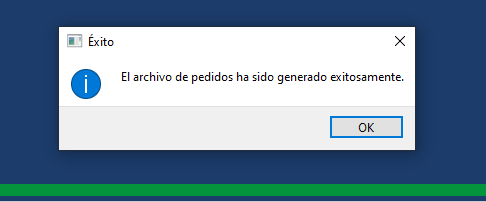 Éxito
El archivo de pedidos ha sido generado exitosamente.
OK